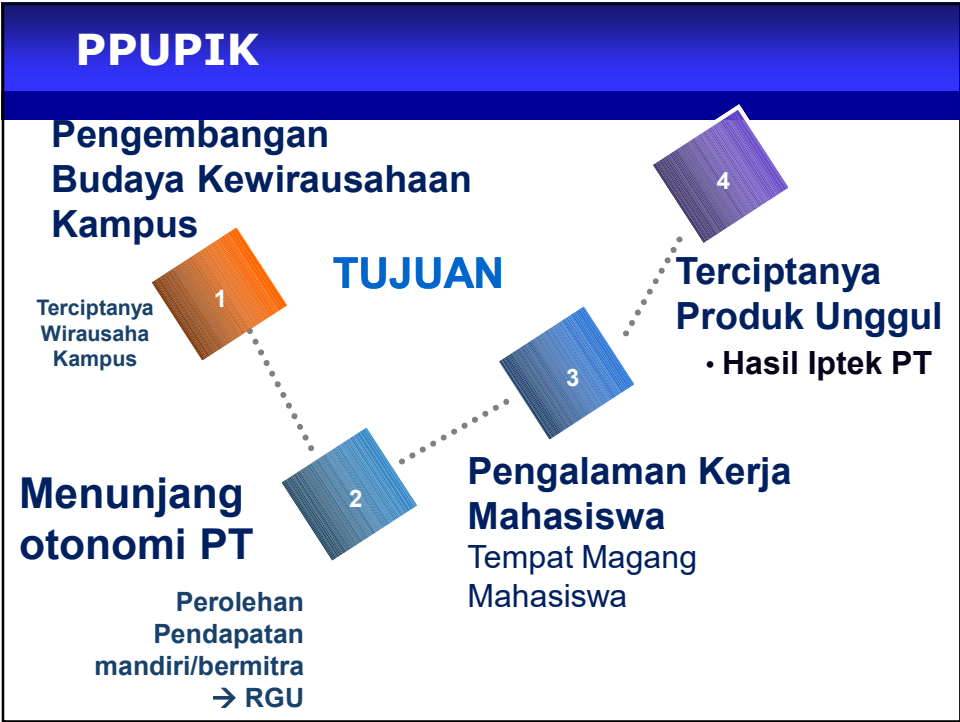 PPUPIK
Pengembangan
Budaya Kewirausahaan
Kampus
TUJUAN
1
Terciptanya
Wirausaha
Kampus
2
Menunjang
otonomi PT
Perolehan
Pendapatan
mandiri/bermitra
→ RGU
3
Pengalaman Kerja
Mahasiswa
Tempat Magang
Mahasiswa
4
Terciptanya
Produk Unggul
• Hasil Iptek PT